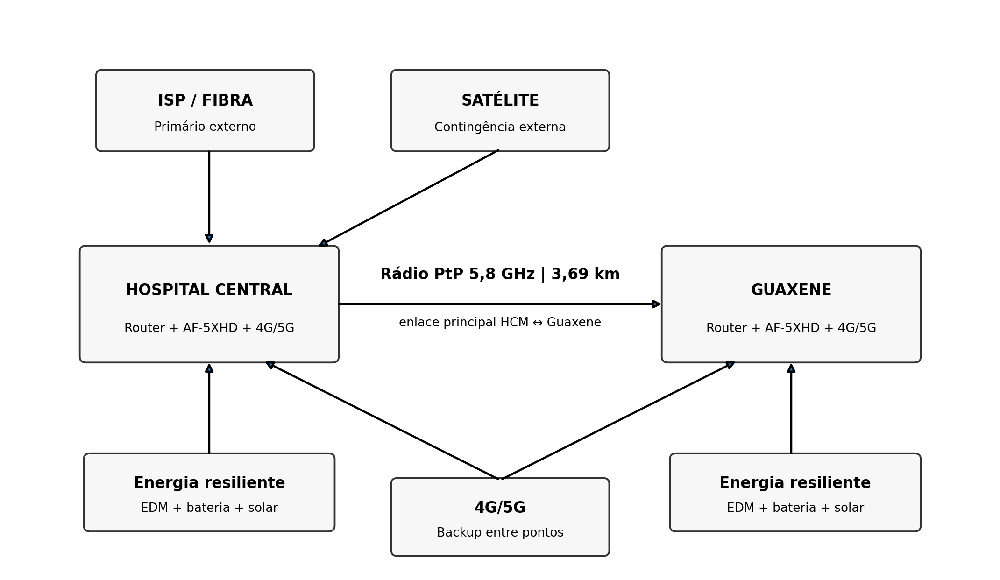 ISP / FIBRA
Primário externo
SATÉLITE
Contingência externa
HOSPITAL CENTRAL
Router + AF-5XHD + 4G/5G
Rádio PtP 5,8 GHz | 3,69 km
enlace principal HCM ↔ Guaxene
GUAXENE
Router + AF-5XHD + 4G/5G
Energia resiliente
EDM + bateria + solar
4G/5G
Backup entre pontos
Energia resiliente
EDM + bateria + solar